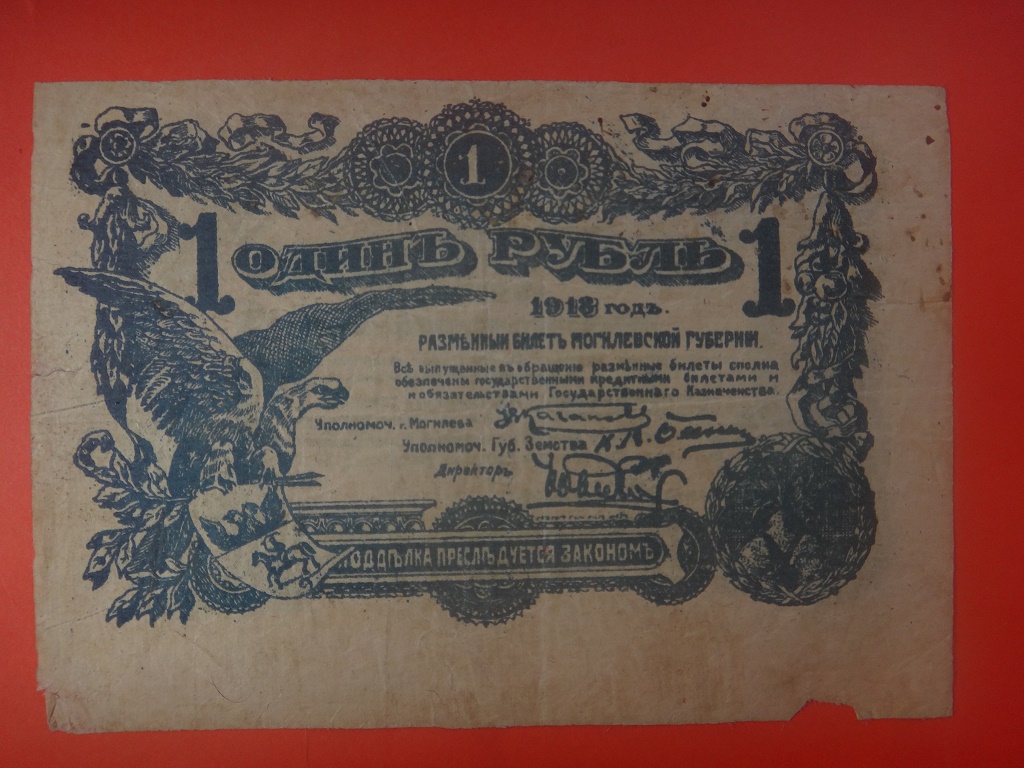 1
1 ОДИНЪ РУБЛЬ 1
1918 годъ.
РАЗМѢННЫЙ БИЛЕТЪ МОГИЛЕВСКОЙ ГУБЕРНІИ.
Всѣ выпущенные въ обращеніе размѣнные билеты сполна
обезпечены государственными кредитными билетами и
и обязательствами Государственнаго Казначейства.
Уполномоч. г. Могилева
Уполномоч. Губ. Земства
Директоръ
ПОДДѢЛКА ПРЕСЛѢДУЕТСЯ ЗАКОНОМЪ